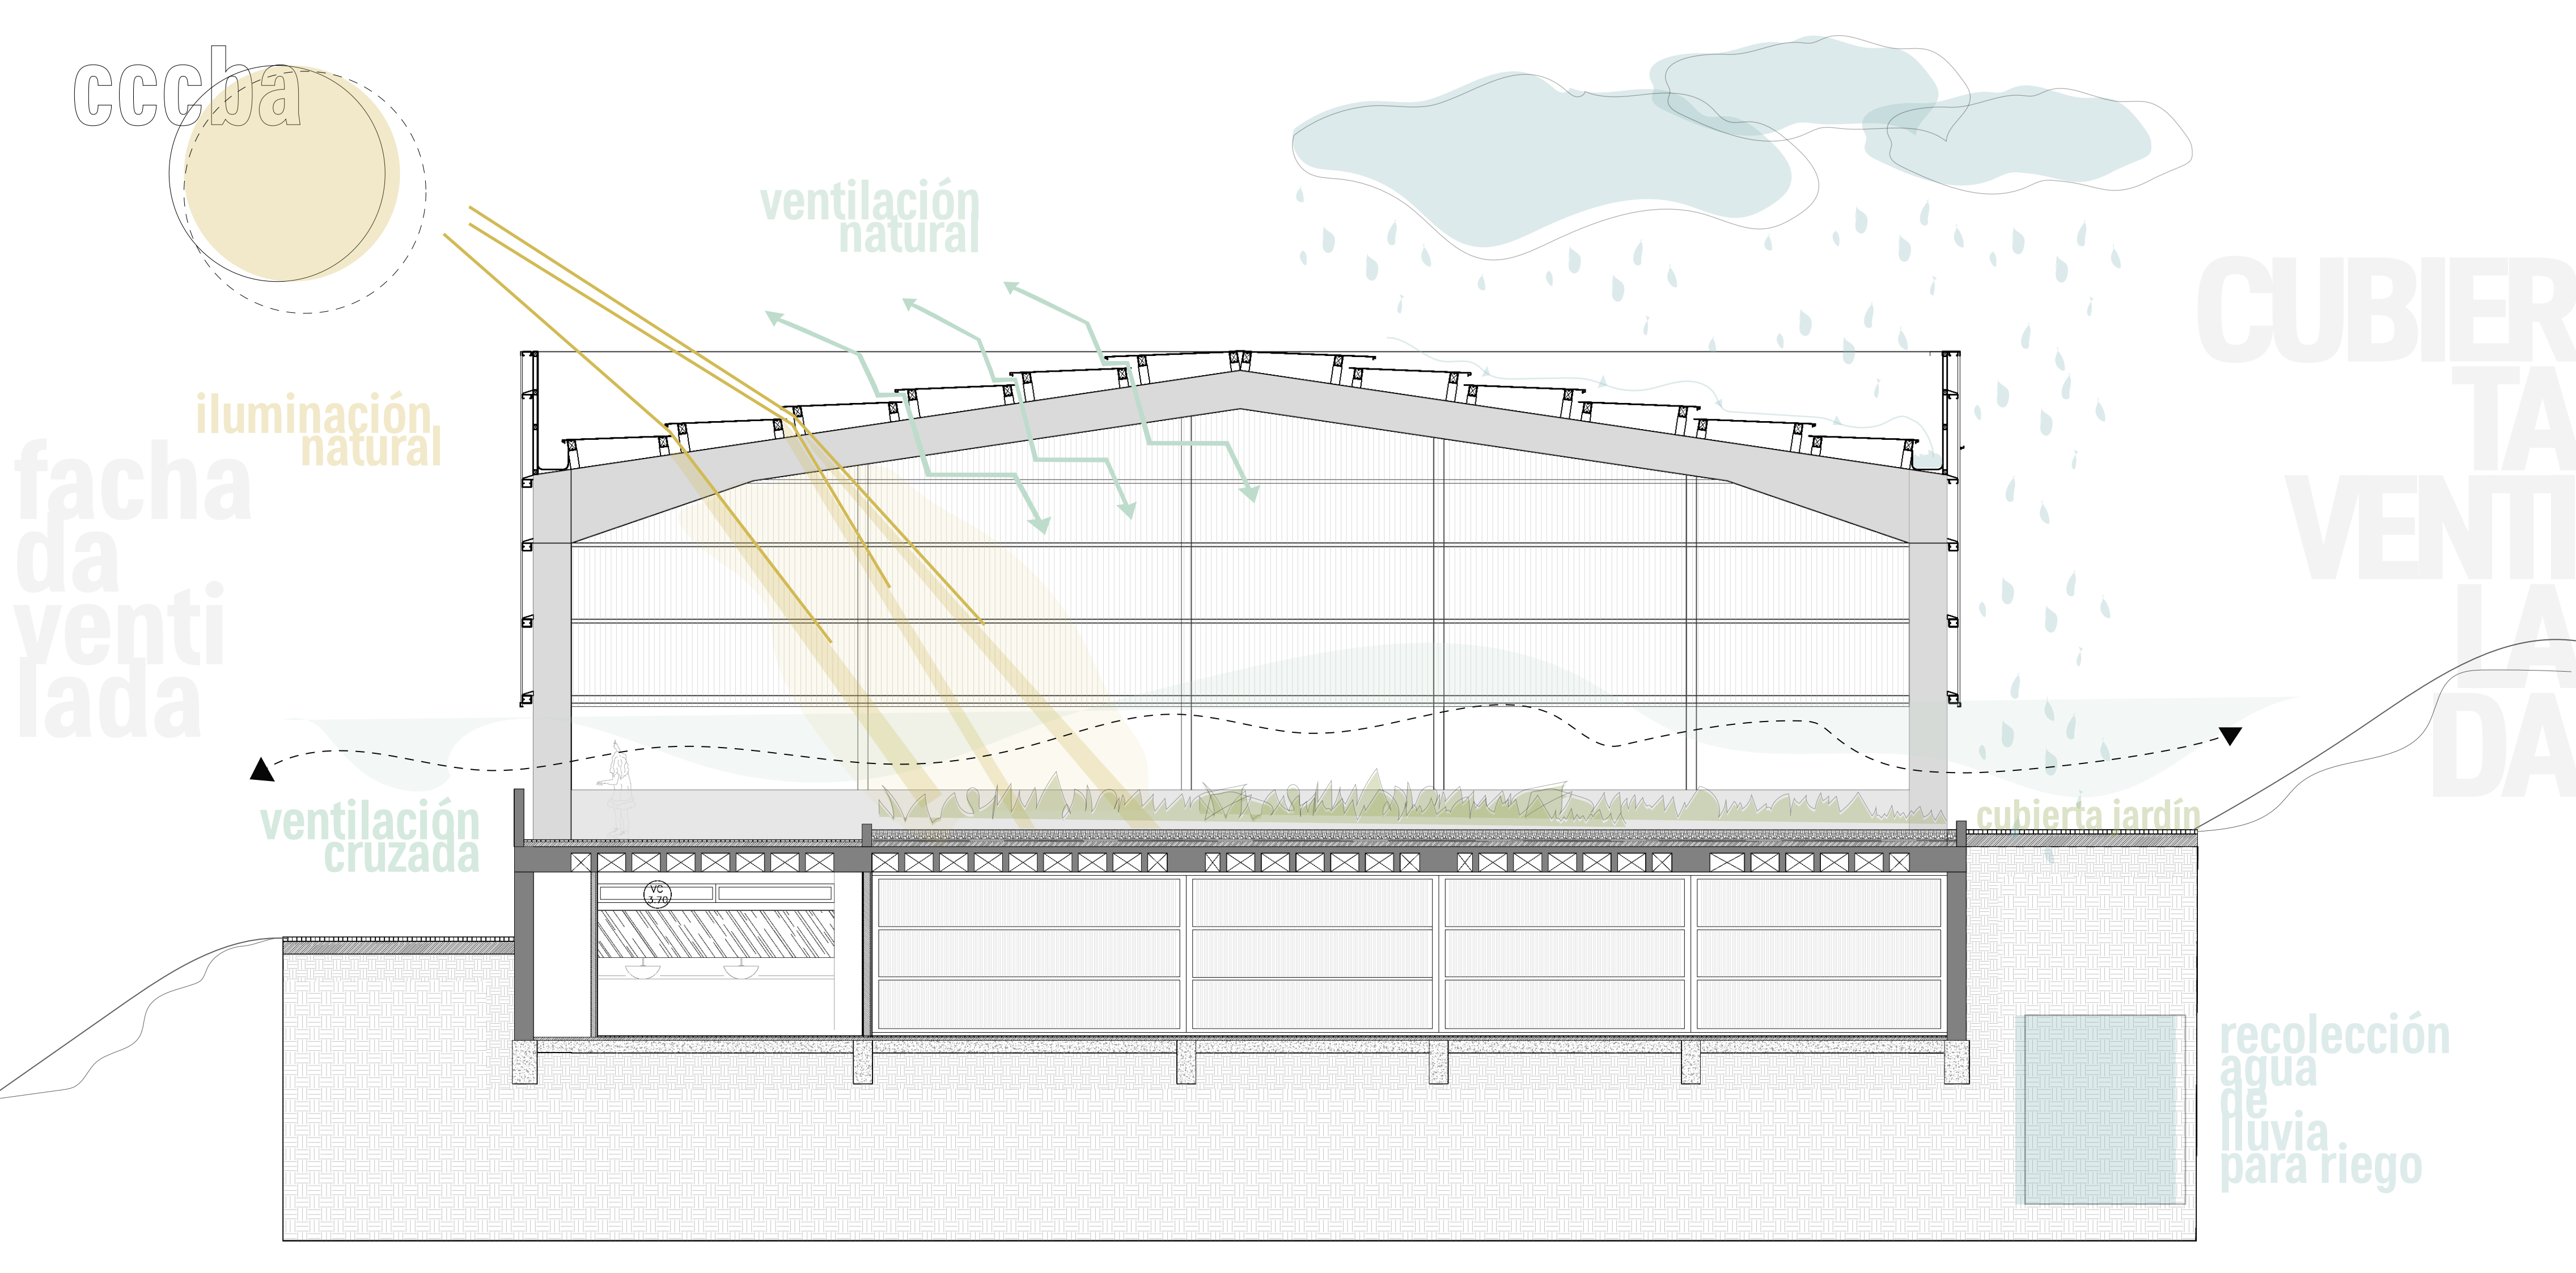 cccba
ventilación
natural
iluminación
natural
facha
da
venti
lada
CUBIER
TA
VENTI
LA
DA
ventilación
cruzada
cubierta jardín
VC
3.70
recolección
agua
de
lluvia
para riego